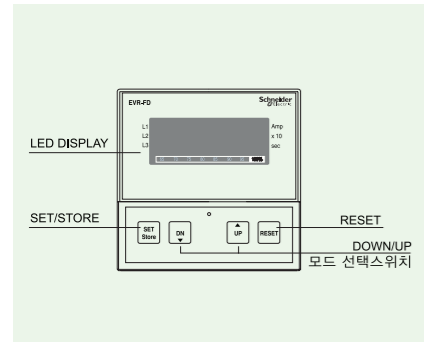 EVR-FD
Schneider
Electric
L1
L2
L3
Amp
x 10
sec
LED DISPLAY
SET/STORE
SET
Store
DN
UP
RESET
RESET
DOWN/UP
모드 선택스위치